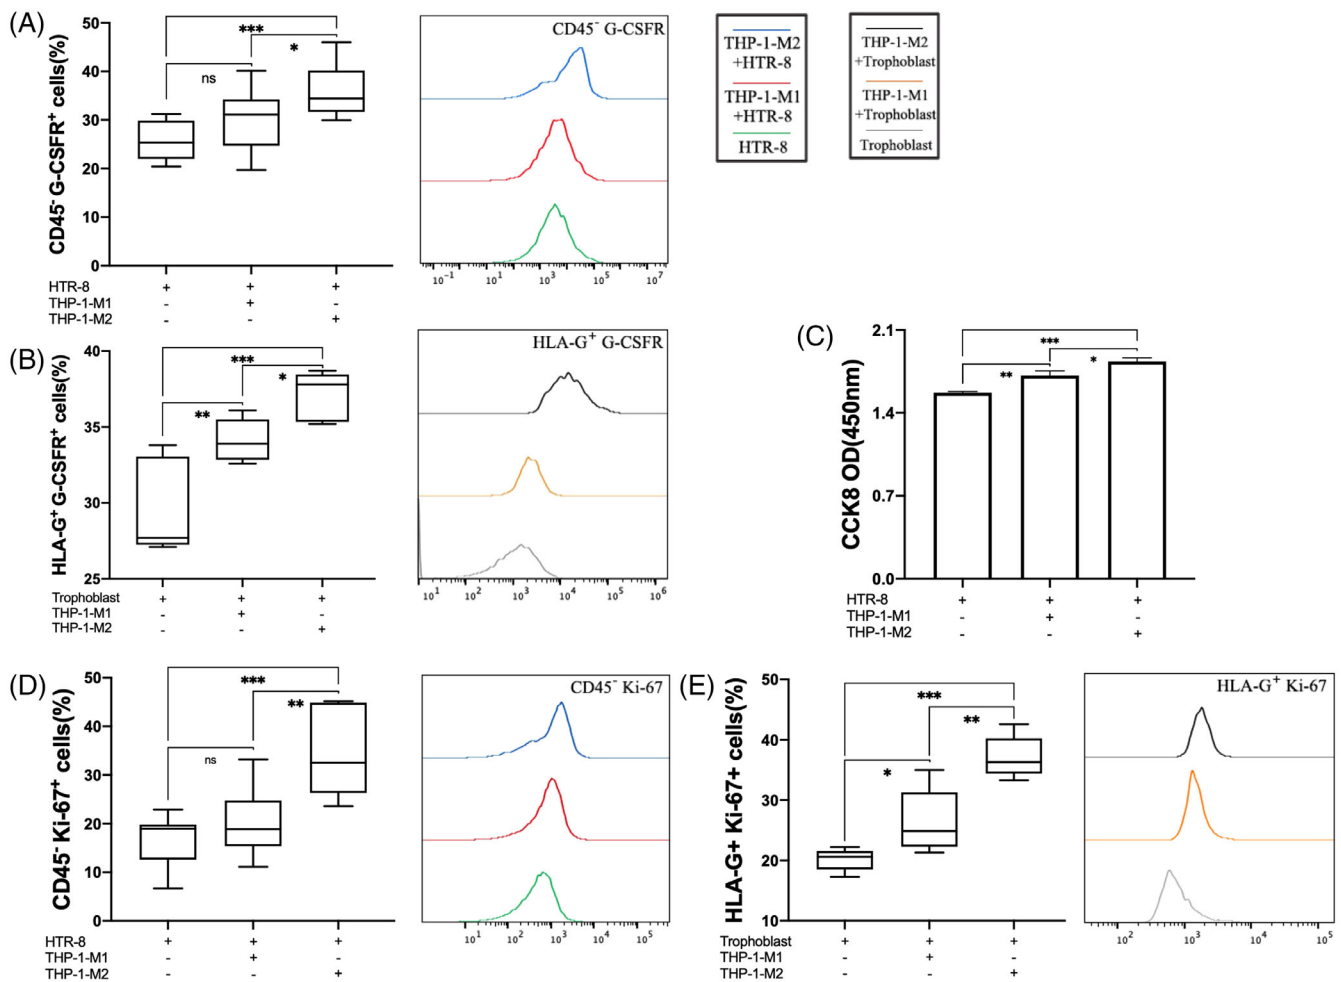 (A)
CD45⁻ G-CSFR⁺ cells(%)
50
40
30
20
10
0
***
*
ns
HTR-8 + + +
THP-1-M1 - + -
THP-1-M2 - - +
CD45⁻ G-CSFR
10⁻¹ 10¹ 10³ 10⁵ 10⁷
THP-1-M2
+HTR-8
THP-1-M1
+HTR-8
HTR-8
THP-1-M2
+Trophoblast
THP-1-M1
+Trophoblast
Trophoblast
(B)
HLA-G⁺ G-CSFR⁺ cells(%)
40
35
30
25
***
*
**
Trophoblast + + +
THP-1-M1 - + -
THP-1-M2 - - +
HLA-G⁺ G-CSFR
10¹ 10² 10³ 10⁴ 10⁵ 10⁶
(C)
CCK8 OD(450nm)
2.1
1.4
0.7
0.0
***
*
**
HTR-8 + + +
THP-1-M1 - + -
THP-1-M2 - - +
(D)
CD45⁻ Ki-67⁺ cells(%)
50
40
30
20
10
0
***
**
ns
HTR-8 + + +
THP-1-M1 - + -
THP-1-M2 - - +
CD45⁻ Ki-67
10¹ 10² 10³ 10⁴ 10⁵
(E)
HLA-G+ Ki-67+ cells(%)
50
40
30
20
10
***
**
*
Trophoblast + + +
THP-1-M1 - + -
THP-1-M2 - - +
HLA-G⁺ Ki-67
10² 10³ 10⁴ 10⁵